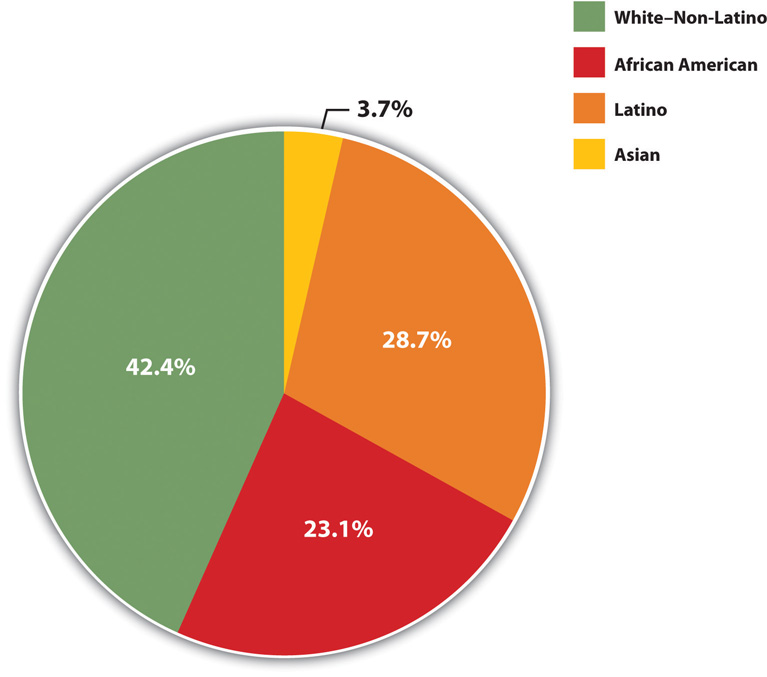 White–Non-Latino
African American
Latino
Asian
3.7%
28.7%
42.4%
23.1%